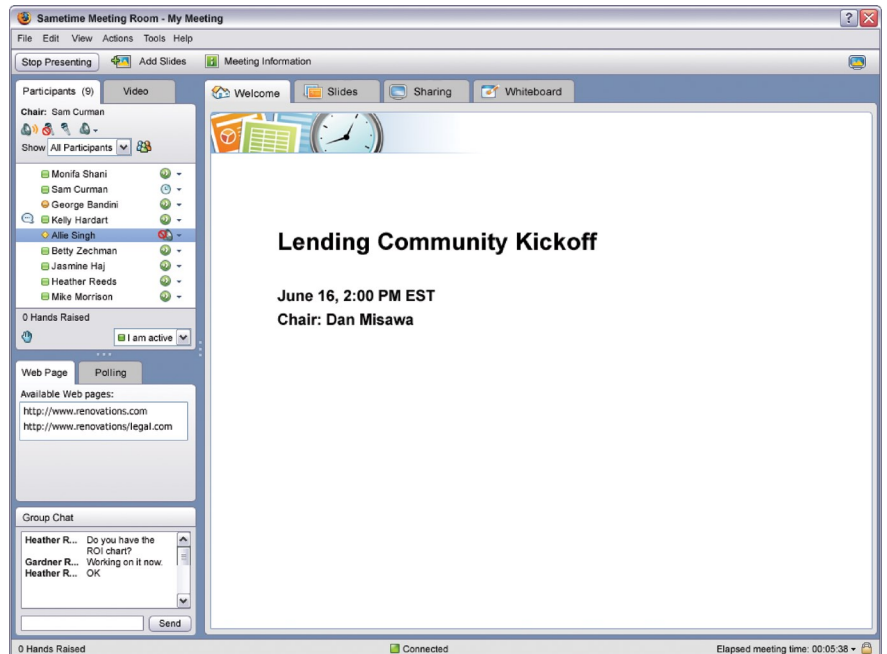 Sametime Meeting Room - My Meeting
File Edit View Actions Tools Help
Stop Presenting Add Slides Meeting Information
Participants (9) Video
Chair: Sam Curman
Show All Participants
Monifa Shani
Sam Curman
George Bandini
Kelly Hardart
Allie Singh
Betty Zechman
Jasmine Haj
Heather Reeds
Mike Morrison
0 Hands Raised
I am active
Web Page Polling
Available Web pages:
http://www.renovations.com
http://www.renovations/legal.com
Group Chat
Heather R... Do you have the
ROI chart?
Gardner R... Working on it now.
Heather R... OK
Send
Welcome Slides Sharing Whiteboard
Lending Community Kickoff
June 16, 2:00 PM EST
Chair: Dan Misawa
0 Hands Raised Connected Elapsed meeting time: 00:05:38